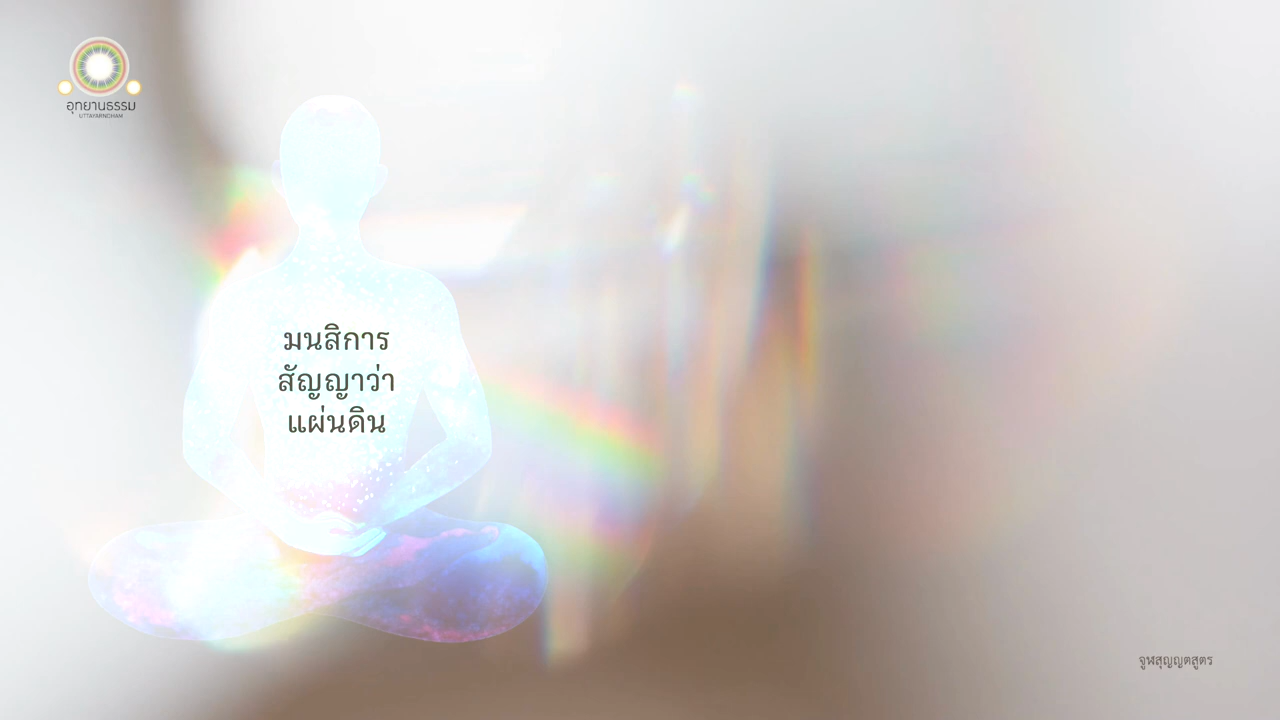 อุทยานธรรม
UTTAYARNDHAM
มนสิการ
สัญญาว่า
แผ่นดิน
จูฬสุญญตสูตร